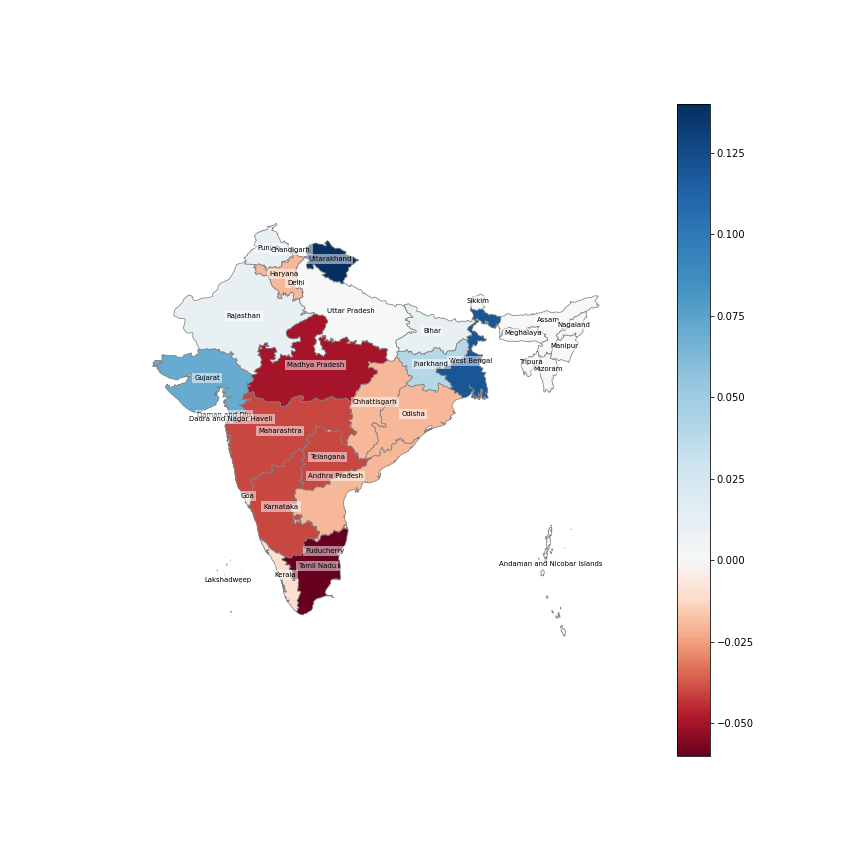 Punjab
Chandigarh
Uttarakhand
Haryana
Delhi
Sikkim
Rajasthan
Uttar Pradesh
Bihar
Assam
Nagaland
Meghalaya
Manipur
Madhya Pradesh
Jharkhand
West Bengal
Tripura
Mizoram
Gujarat
Chhattisgarh
Odisha
Daman and Diu
Dadra and Nagar Haveli
Maharashtra
Telangana
Andhra Pradesh
Goa
Karnataka
Puducherry
Tamil Nadu
Kerala
Lakshadweep
Andaman and Nicobar Islands
0.125
0.100
0.075
0.050
0.025
0.000
−0.025
−0.050